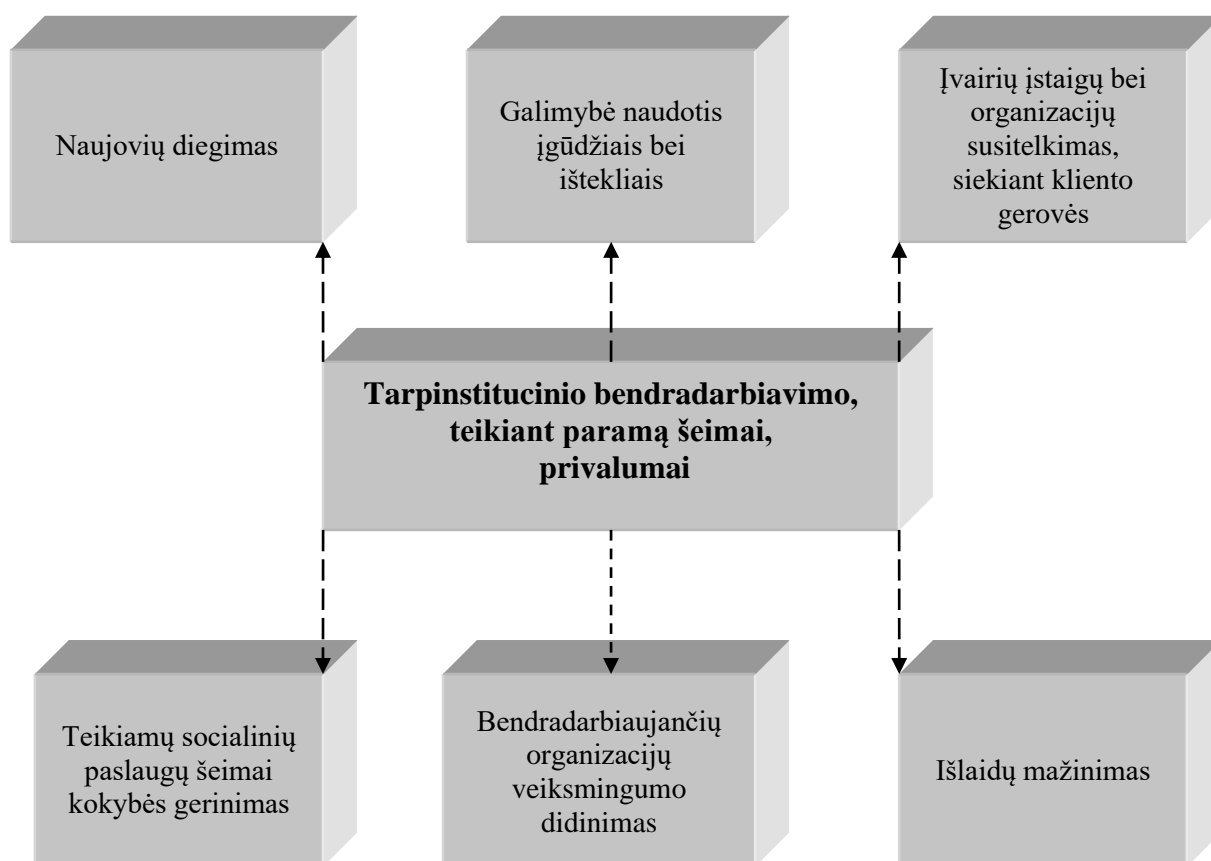 Naujovių diegimas
Galimybė naudotis
įgūdžiais bei
ištekliais
Įvairių įstaigų bei
organizacijų
susitelkimas,
siekiant kliento
gerovės
Tarpinstitucinio bendradarbiavimo,
teikiant paramą šeimai,
privalumai
Teikiamų socialinių
paslaugų šeimai
kokybės gerinimas
Bendradarbiaujančių
organizacijų
veiksmingumo
didinimas
Išlaidų mažinimas